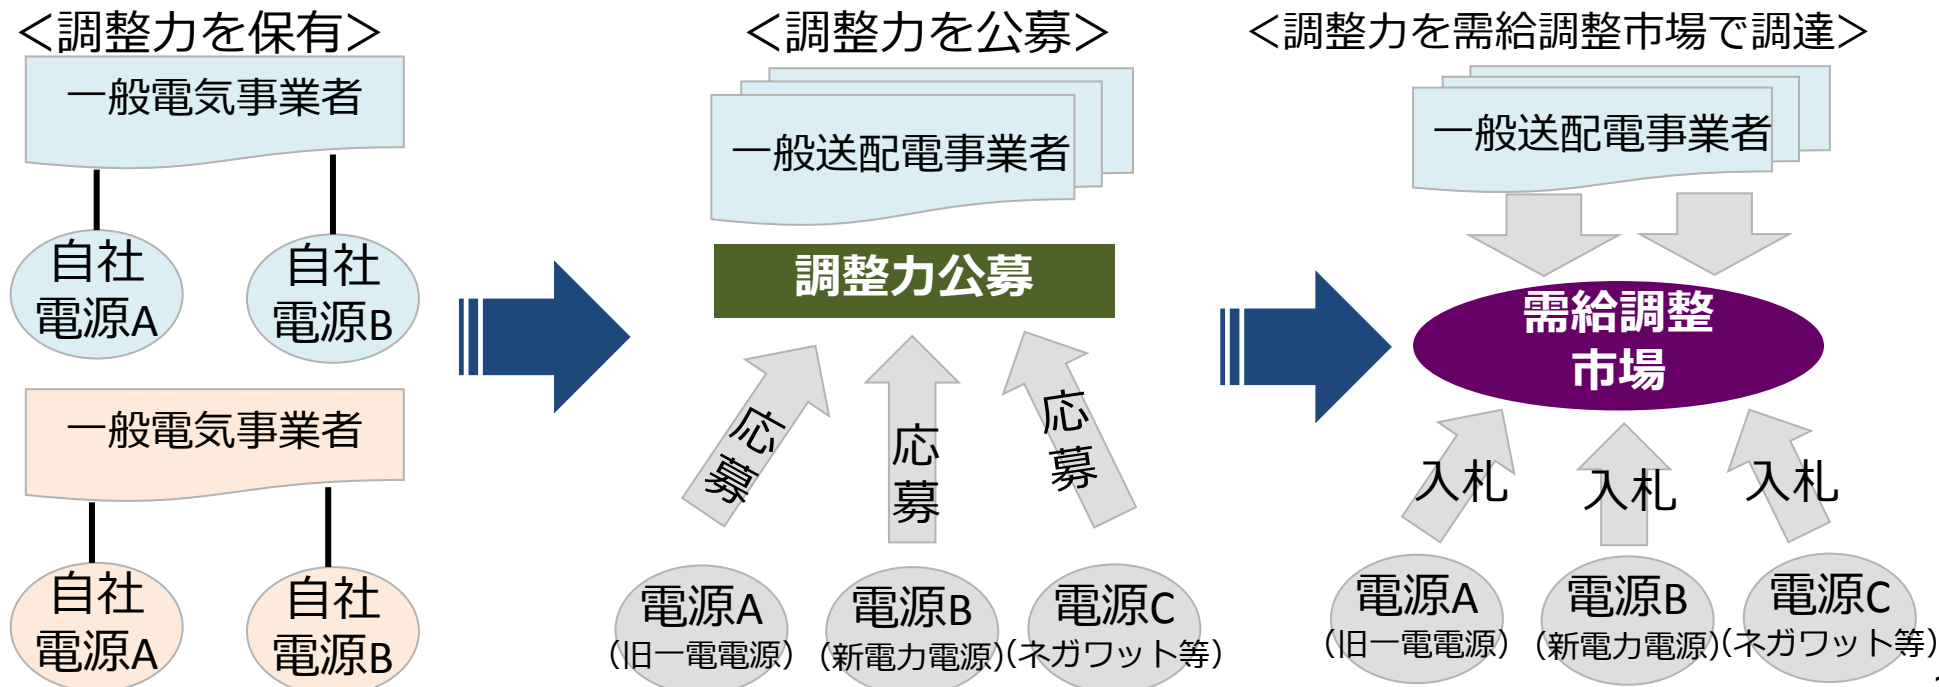 ＜調整力を保有＞
一般電気事業者
自社
電源A
自社
電源B
一般電気事業者
自社
電源A
自社
電源B
＜調整力を公募＞
一般送配電事業者
調整力公募
応募
応募
応募
電源A
(旧一電電源)
電源B
(新電力電源)
電源C
(ネガワット等)
＜調整力を需給調整市場で調達＞
一般送配電事業者
需給調整
市場
入札
入札
入札
電源A
(旧一電電源)
電源B
(新電力電源)
電源C
(ネガワット等)